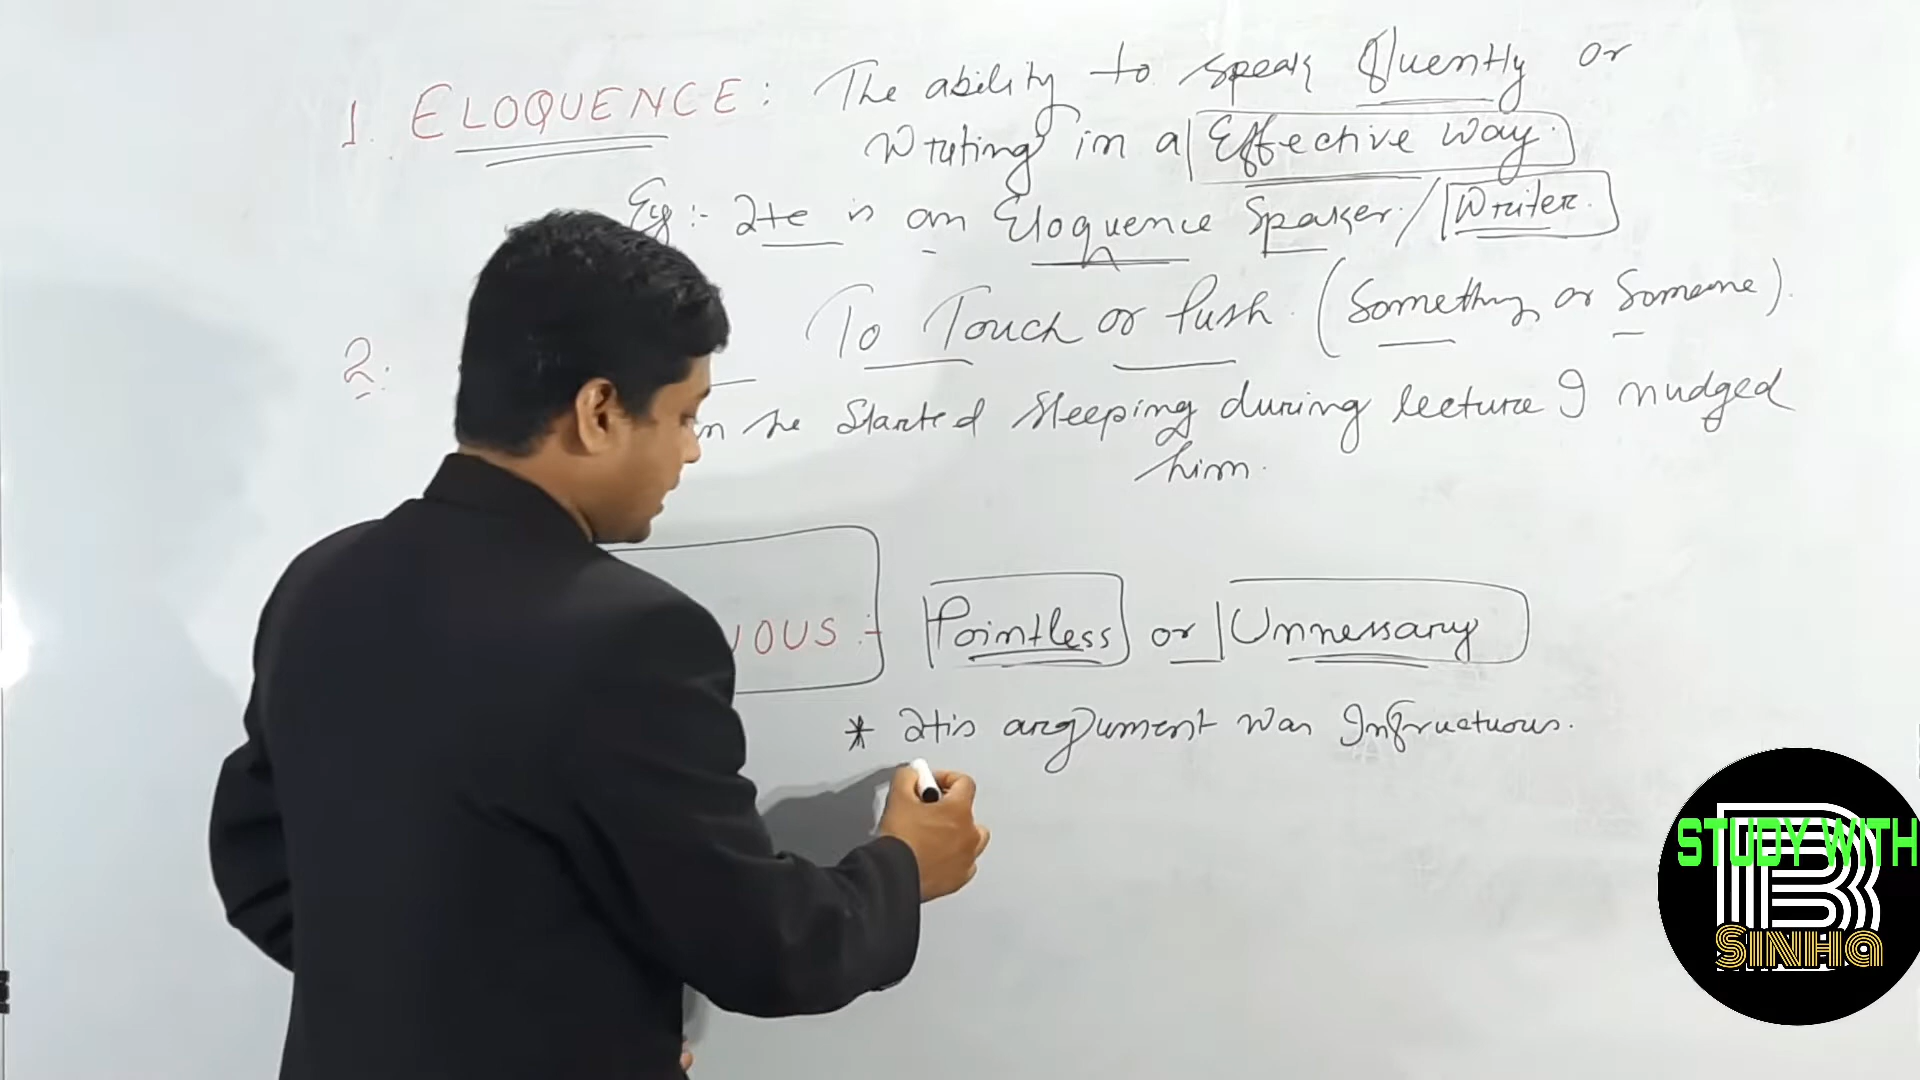 1. ELOQUENCE: The ability to speak fluently or
Writing in a Effective way.
Eg:- He is an Eloquence Speaker./Writer.
2. To Touch or Push. (Something or Someone).
he started sleeping during lecture I nudged
him.
UOUS :- Pointless or Unnessary
* His argument was Infructuous.
STUDY WITH
B
SINHA